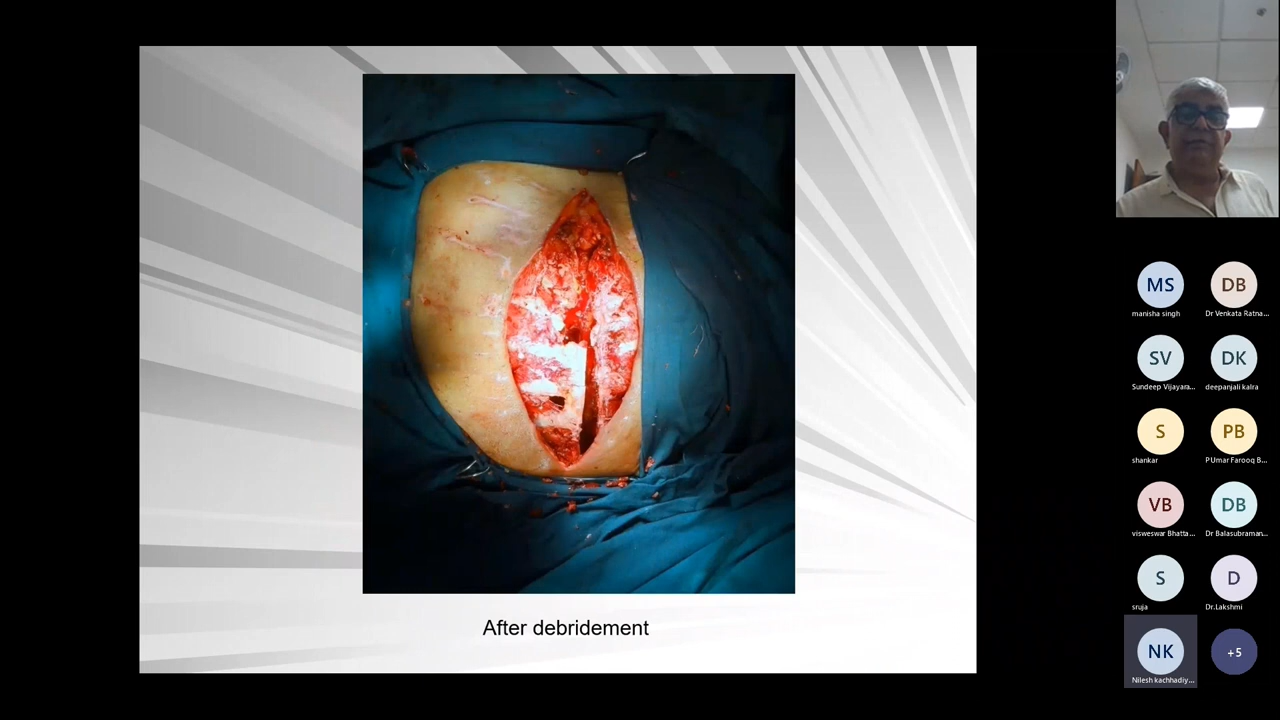 After debridement
MS
DB
manisha singh
Dr Venkata Ratna...
SV
DK
Sundeep Vijayara...
deepanjali kalra
S
PB
shankar
P Umar Farooq B...
VB
DB
visweswar Bhatta...
Dr Balasubraman...
S
D
sruja
Dr.Lakshmi
NK
+5
Nilesh kachhadiy...